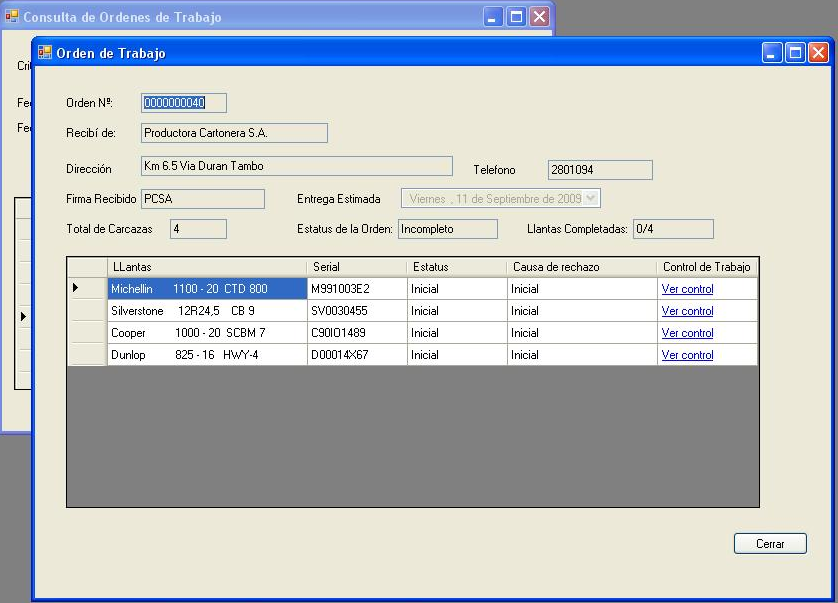 Consulta de Ordenes de Trabajo
Orden de Trabajo
Cri
Fe
Fe
Orden Nº: 0000000040
Recibí de: Productora Cartonera S.A.
Dirección Km 6.5 Via Duran Tambo Telefono 2801094
Firma Recibido PCSA Entrega Estimada Viernes , 11 de Septiembre de 2009
Total de Carcazas 4 Estatus de la Orden: Incompleto Llantas Completadas: 0/4
LLantas Serial Estatus Causa de rechazo Control de Trabajo
Michellin 1100 - 20 CTD 800 M991003E2 Inicial Inicial Ver control
Silverstone 12R24,5 CB 9 SV0030455 Inicial Inicial Ver control
Cooper 1000 - 20 SCBM 7 C90IO1489 Inicial Inicial Ver control
Dunlop 825 - 16 HWY-4 D00014X67 Inicial Inicial Ver control
Cerrar